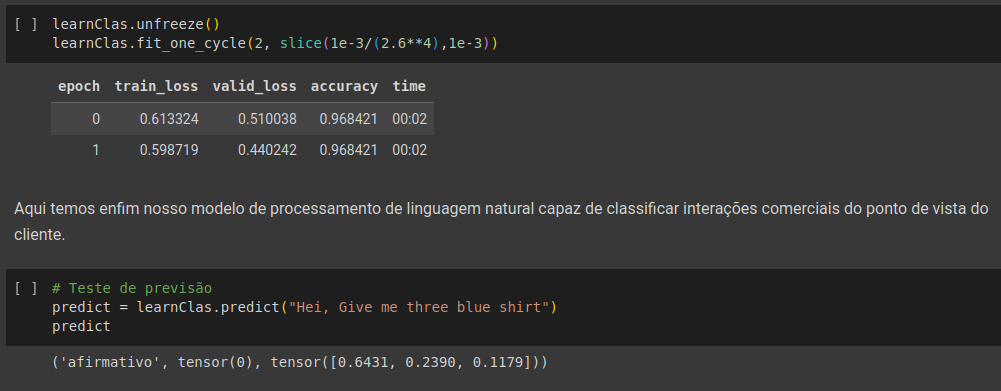 [ ] learnClas.unfreeze()
learnClas.fit_one_cycle(2, slice(1e-3/(2.6**4),1e-3))
epoch train_loss valid_loss accuracy time
0 0.613324 0.510038 0.968421 00:02
1 0.598719 0.440242 0.968421 00:02
Aqui temos enfim nosso modelo de processamento de linguagem natural capaz de classificar interações comerciais do ponto de vista do
cliente.
[ ] # Teste de previsão
predict = learnClas.predict("Hei, Give me three blue shirt")
predict
('afirmativo', tensor(0), tensor([0.6431, 0.2390, 0.1179]))